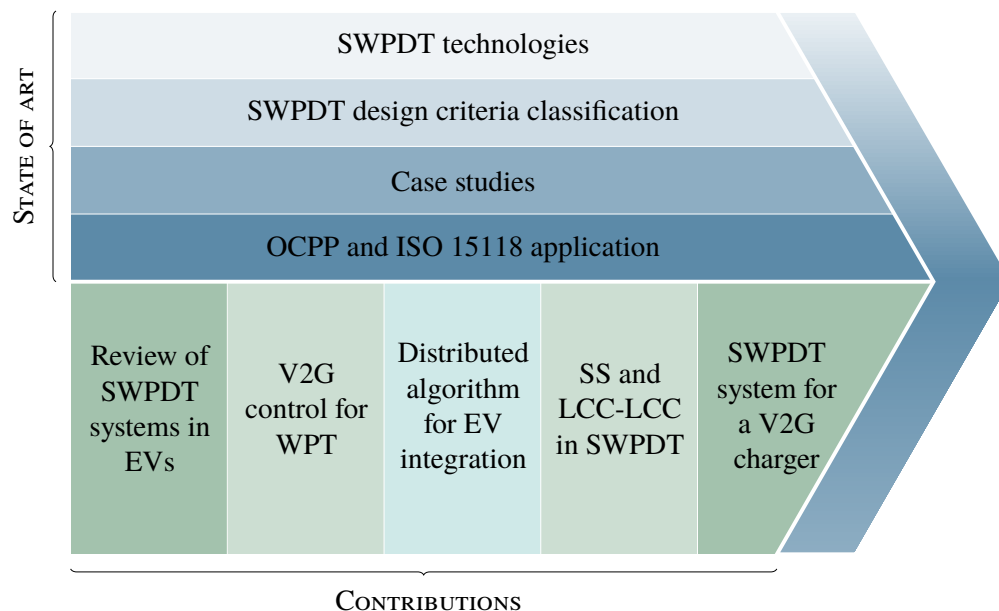 STATE OF ART
SWPDT technologies
SWPDT design criteria classification
Case studies
OCPP and ISO 15118 application
Review of
SWPDT
systems in
EVs
V2G
control for
WPT
Distributed
algorithm
for EV
integration
SS and
LCC-LCC
in SWPDT
SWPDT
system for
a V2G
charger
CONTRIBUTIONS